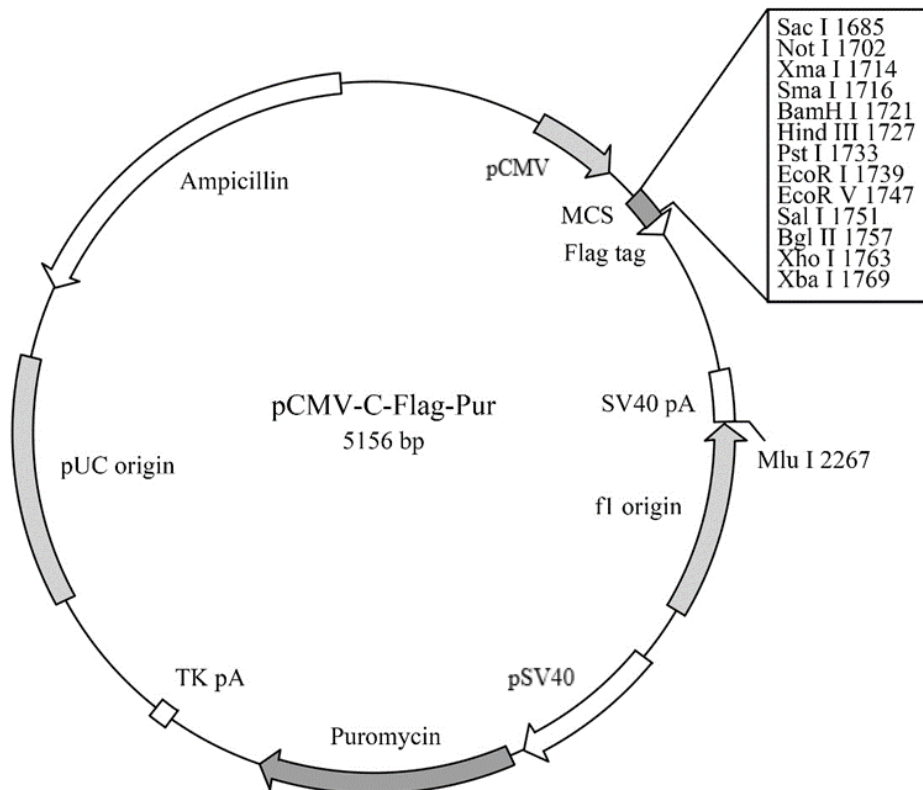 Sac I 1685
Not I 1702
Xma I 1714
Sma I 1716
BamH I 1721
Hind III 1727
Pst I 1733
EcoR I 1739
EcoR V 1747
Sal I 1751
Bgl II 1757
Xho I 1763
Xba I 1769
pCMV
MCS
Flag tag
Ampicillin
pCMV-C-Flag-Pur
5156 bp
SV40 pA
Mlu I 2267
pUC origin
f1 origin
TK pA
pSV40
Puromycin